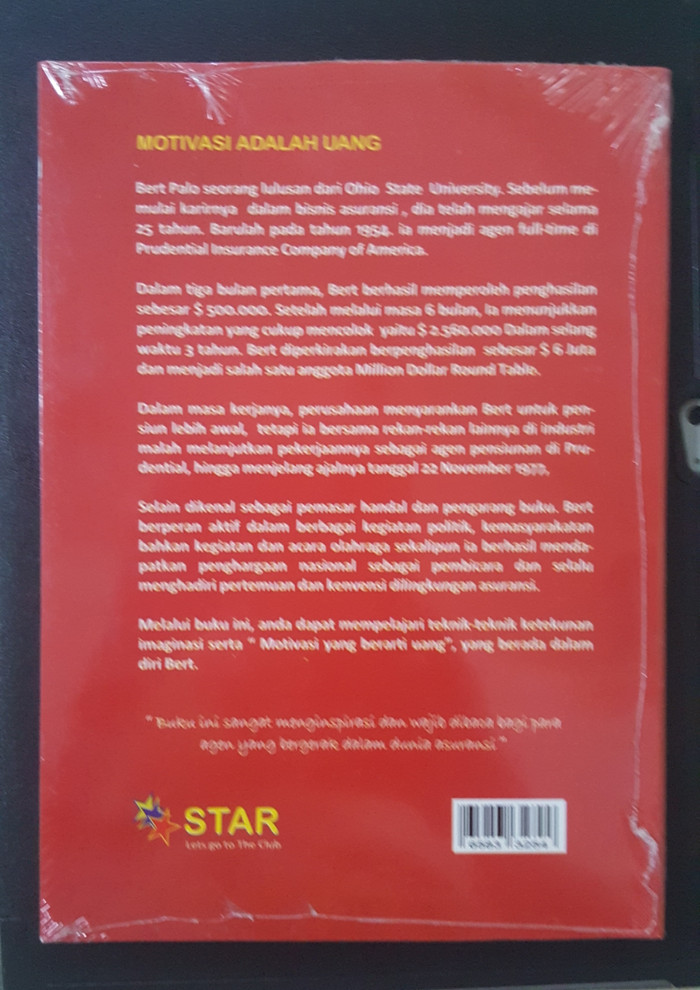 MOTIVASI ADALAH UANG
Bert Palo seorang lulusan dari Ohio State University. Sebelum me-
mulai karirnya dalam bisnis asuransi , dia telah mengajar selama
25 tahun. Barulah pada tahun 1954. ia menjadi agen full-time di
Prudential Insurance Company of America.
Dalam tiga bulan pertama, Bert berhasil memperoleh penghasilan
sebesar $ 500.000. Setelah melalui masa 6 bulan, ia menunjukkan
peningkatan yang cukup mencolok yaitu $ 2.560.000 Dalam selang
waktu 3 tahun. Bert diperkirakan berpenghasilan sebesar $ 6 Juta
dan menjadi salah satu anggota Million Dollar Round Table.
Dalam masa kerjanya, perusahaan menyarankan Bert untuk pen-
siun lebih awal, tetapi ia bersama rekan-rekan lainnya di industri
malah melanjutkan pekerjaannya sebagai agen pensiunan di Pru-
dential, hingga menjelang ajalnya tanggal 22 November
Selain dikenal sebagai pemasar handal dan pengarang buku. Bert
berperan aktif dalam berbagai kegiatan politik, kemasyarakatan
bahkan kegiatan dan acara olahraga sekalipun ia berhasil menda-
patkan penghargaan nasional sebagai pembicara dan selalu
menghadiri pertemuan dan konvensi dilingkungan asuransi.
Melalui buku ini, anda dapat mempelajari teknik-teknik ketekunan
imaginasi serta " Motivasi yang berarti uang", yang berada dalam
diri Bert.
" Buku ini sangat menginspirasi dan wajib dibaca bagi para
agen yang bergerak dalam dunia asuransi "
STAR
Lets go to The Club